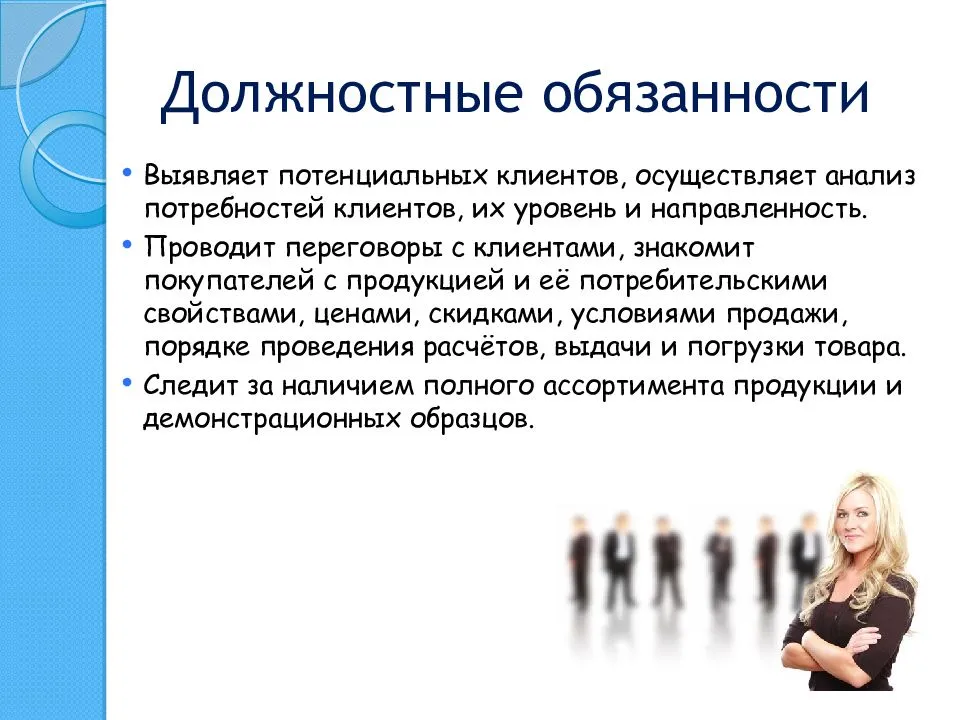 Должностные обязанности
• Выявляет потенциальных клиентов, осуществляет анализ
потребностей клиентов, их уровень и направленность.
• Проводит переговоры с клиентами, знакомит
покупателей с продукцией и её потребительскими
свойствами, ценами, скидками, условиями продажи,
порядке проведения расчётов, выдачи и погрузки товара.
• Следит за наличием полного ассортимента продукции и
демонстрационных образцов.